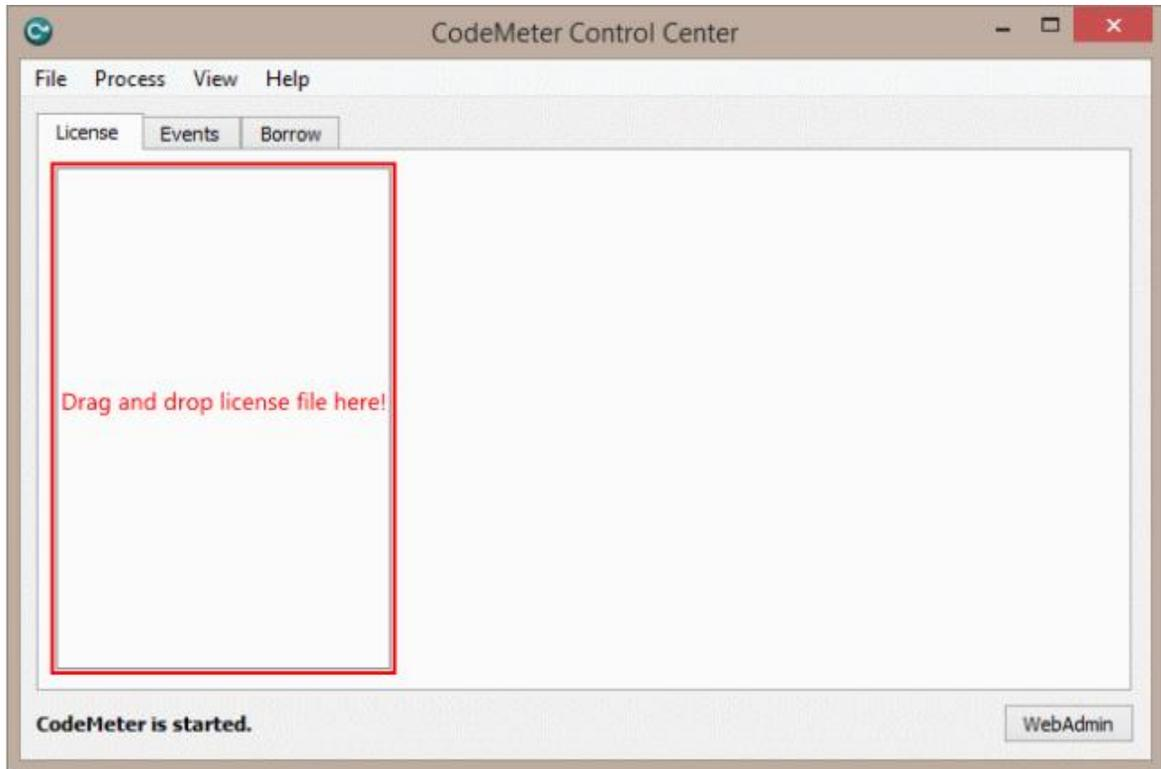 CodeMeter Control Center
File Process View Help
License Events Borrow
Drag and drop license file here!
CodeMeter is started.
WebAdmin